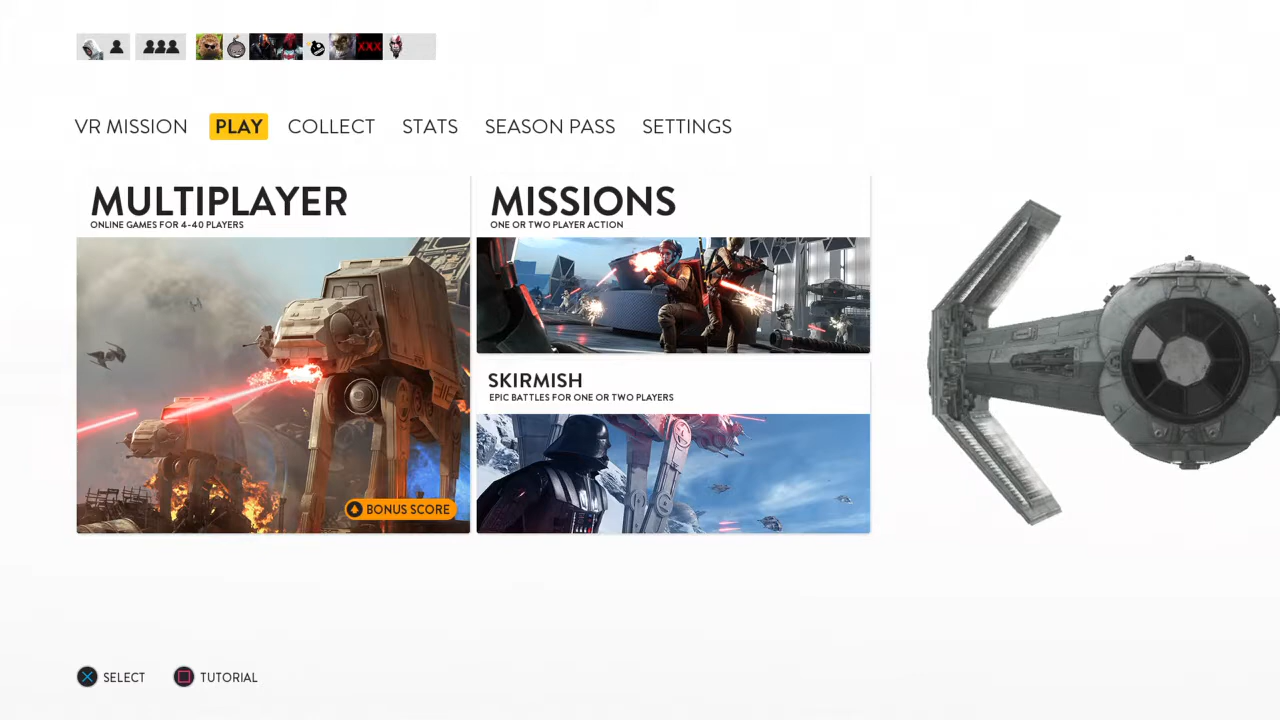 XXX
VR MISSION PLAY COLLECT STATS SEASON PASS SETTINGS
MULTIPLAYER
ONLINE GAMES FOR 4-40 PLAYERS
BONUS SCORE
MISSIONS
ONE OR TWO PLAYER ACTION
SKIRMISH
EPIC BATTLES FOR ONE OR TWO PLAYERS
SELECT TUTORIAL